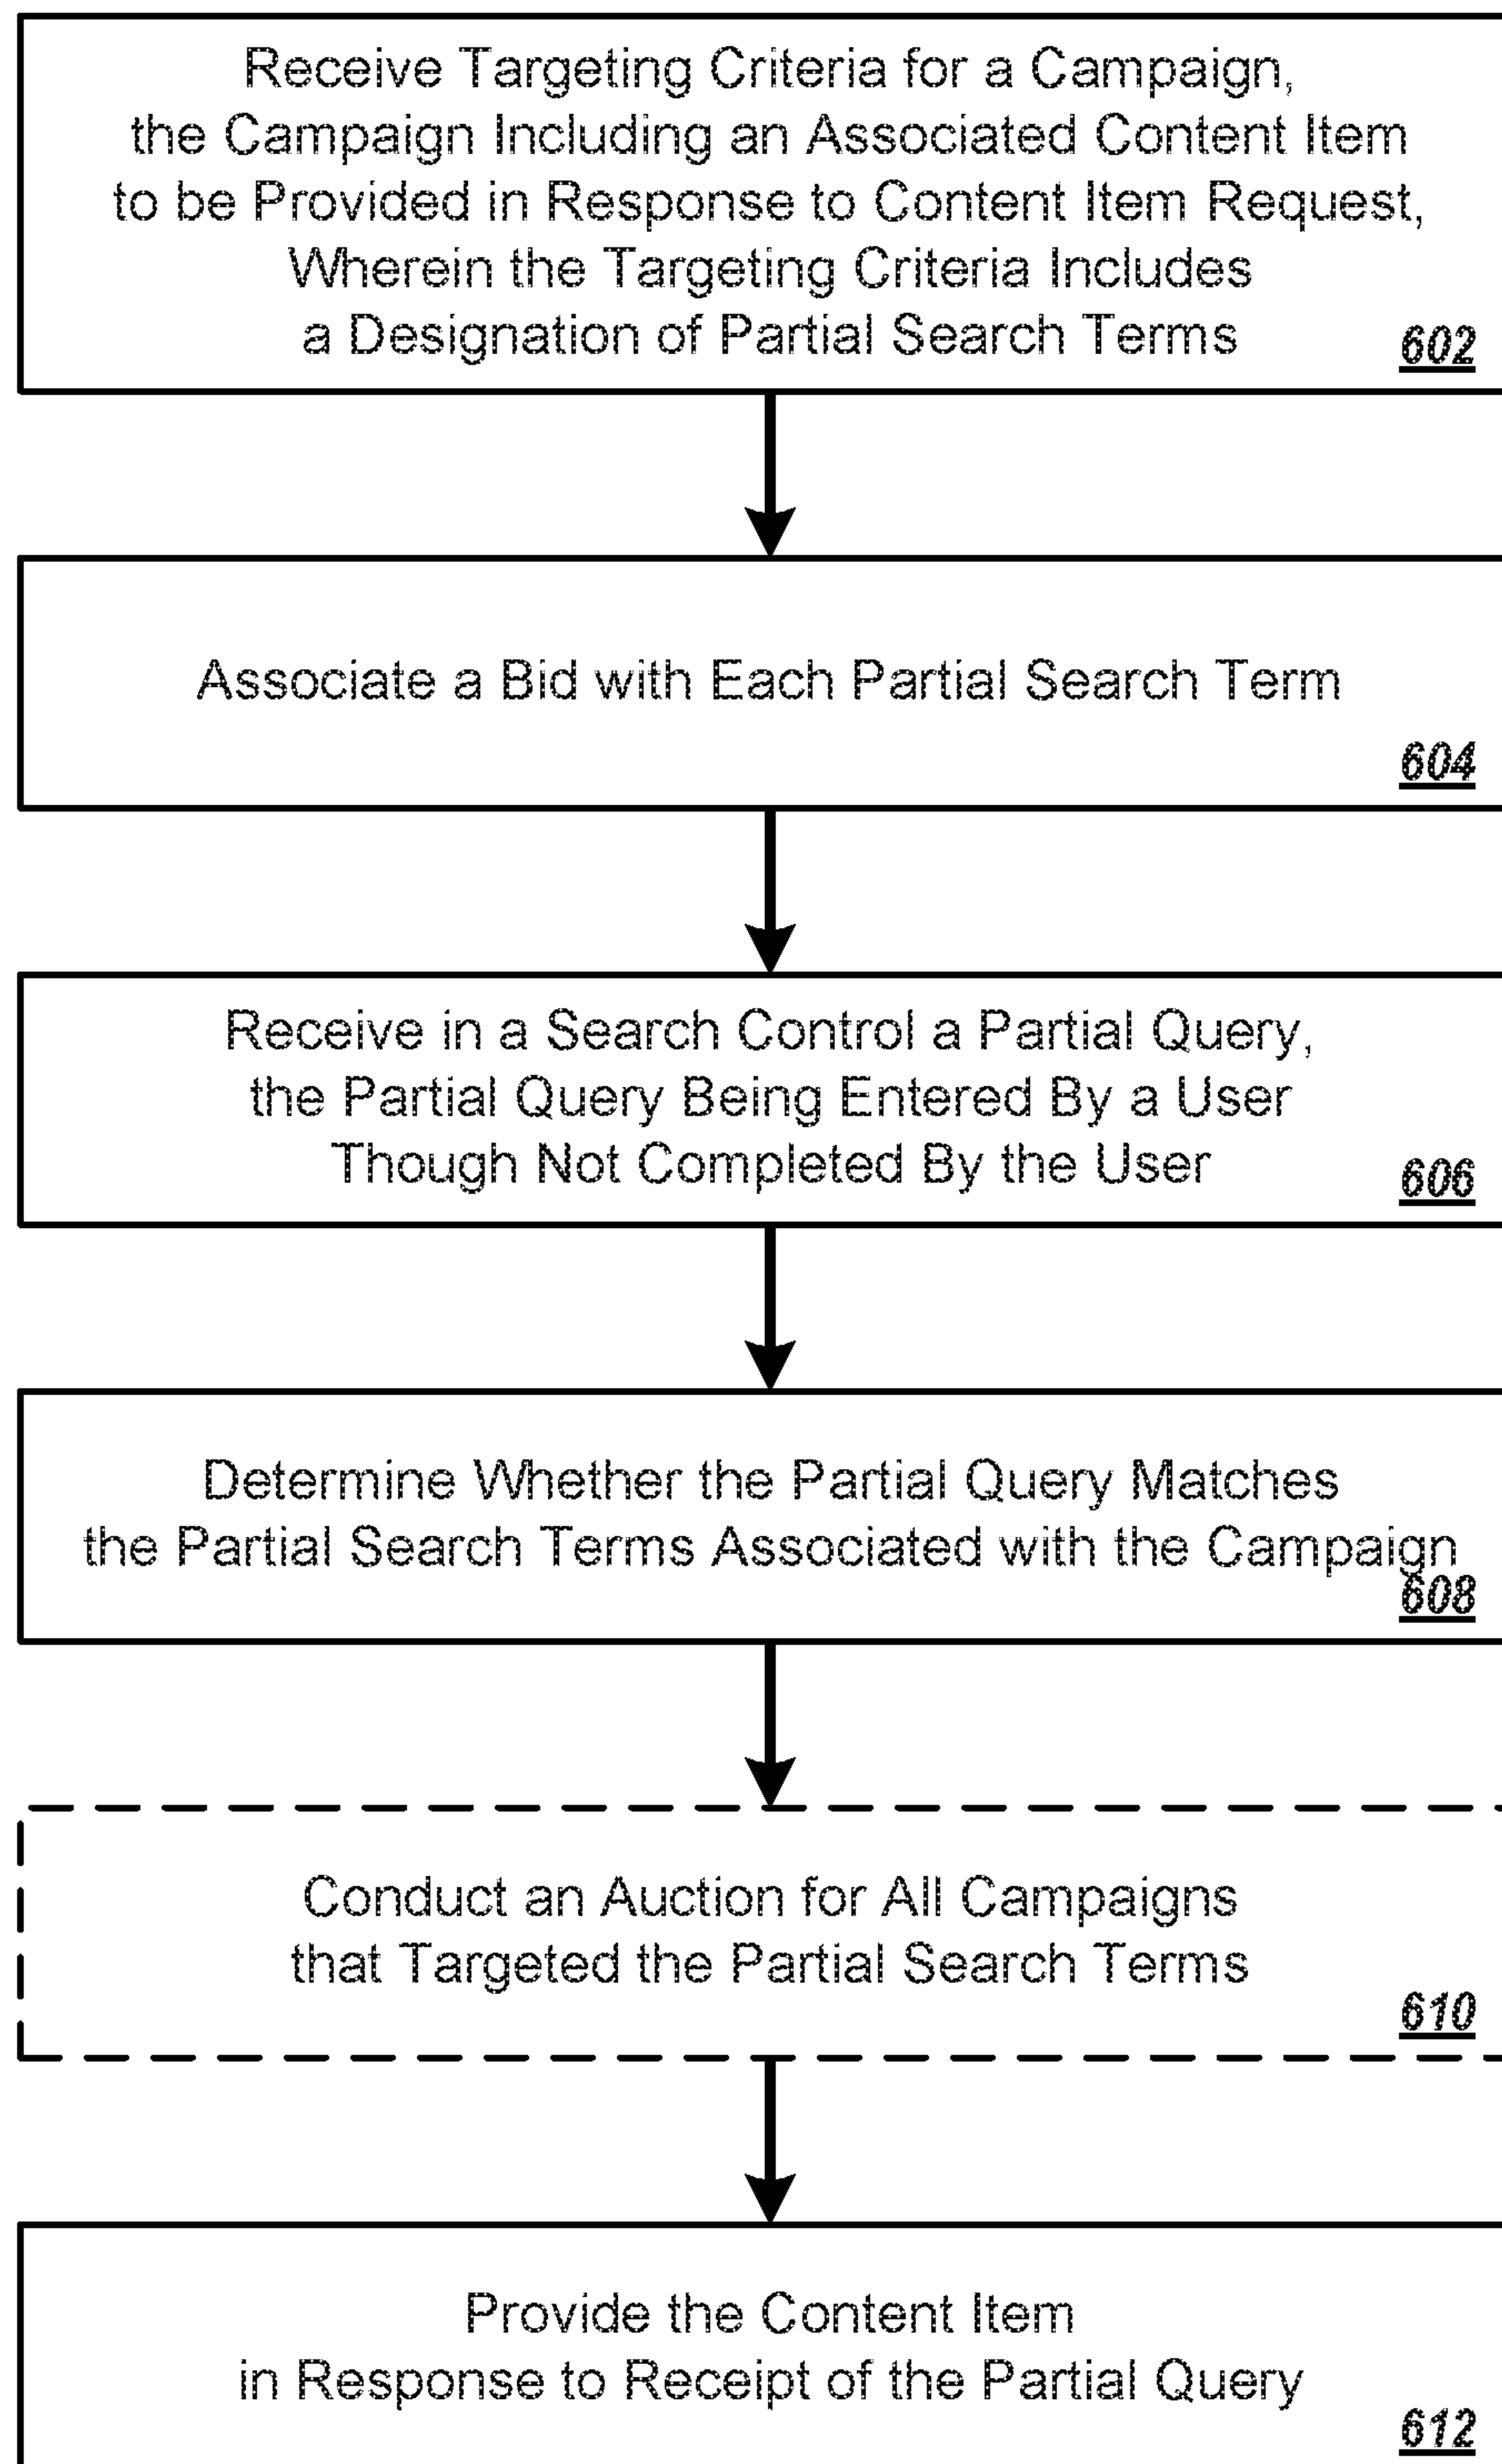 Receive Targeting Criteria for a Campaign,
the Campaign Including an Associated Content Item
to be Provided in Response to Content Item Request,
Wherein the Targeting Criteria Includes
a Designation of Partial Search Terms
602
Associate a Bid with Each Partial Search Term
604
Receive in a Search Control a Partial Query,
the Partial Query Being Entered By a User
Though Not Completed By the User
606
Determine Whether the Partial Query Matches
the Partial Search Terms Associated with the Campaign
608
Conduct an Auction for All Campaigns
that Targeted the Partial Search Terms
610
Provide the Content Item
in Response to Receipt of the Partial Query
612